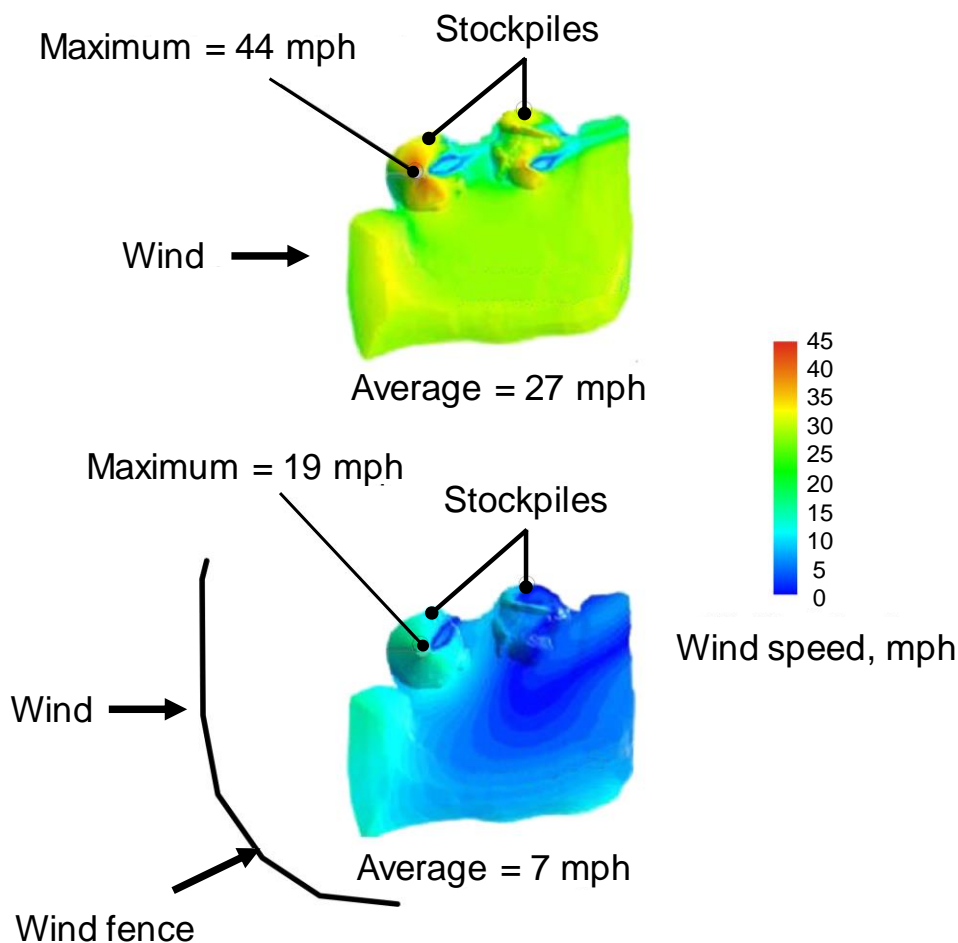 Stockpiles
Maximum = 44 mph
Wind
Average = 27 mph
45
40
35
30
25
20
15
10
5
0
Wind speed, mph
Maximum = 19 mph
Stockpiles
Wind
Average = 7 mph
Wind fence